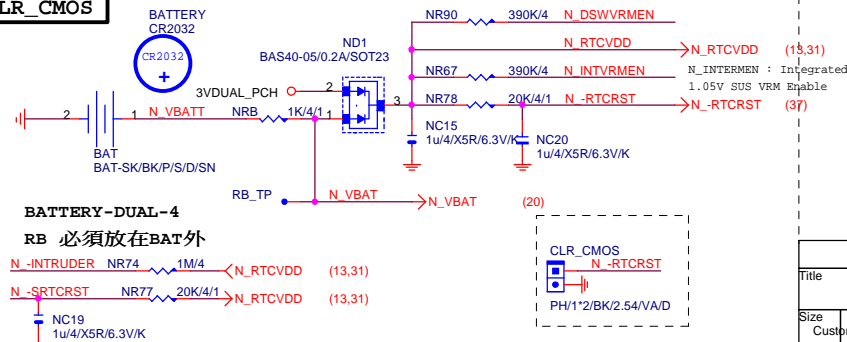 LR_CMOS
BATTERY
CR2032
CR2032
+
ND1
BAS40-05/0.2A/SOT23
3VDUAL_PCH
2
1
3
NR90
390K/4
N_DSWVRMEN
N_RTCVDD
N_RTCVDD
(13,31)
NR67
390K/4
N_INTVRMEN
N_INTERMEN : Integrated
1.05V SUS VRM Enable
NR78
20K/4/1
N_-RTCRST
N_-RTCRST
(37)
2
1
N_VBATT
NRB
1K/4/1
BAT
BAT-SK/BK/P/S/D/SN
NC15
1u/4/X5R/6.3V/K
NC20
1u/4/X5R/6.3V/K
RB_TP
N_VBAT
N_VBAT
(20)
BATTERY-DUAL-4
RB 必須放在BAT外
N_-INTRUDER
NR74
1M/4
N_RTCVDD
(13,31)
N_-SRTCRST
NR77
20K/4/1
N_RTCVDD
(13,31)
NC19
1u/4/X5R/6.3V/K
CLR_CMOS
N_-RTCRST
PH/1*2/BK/2.54/VA/D
Title
Size